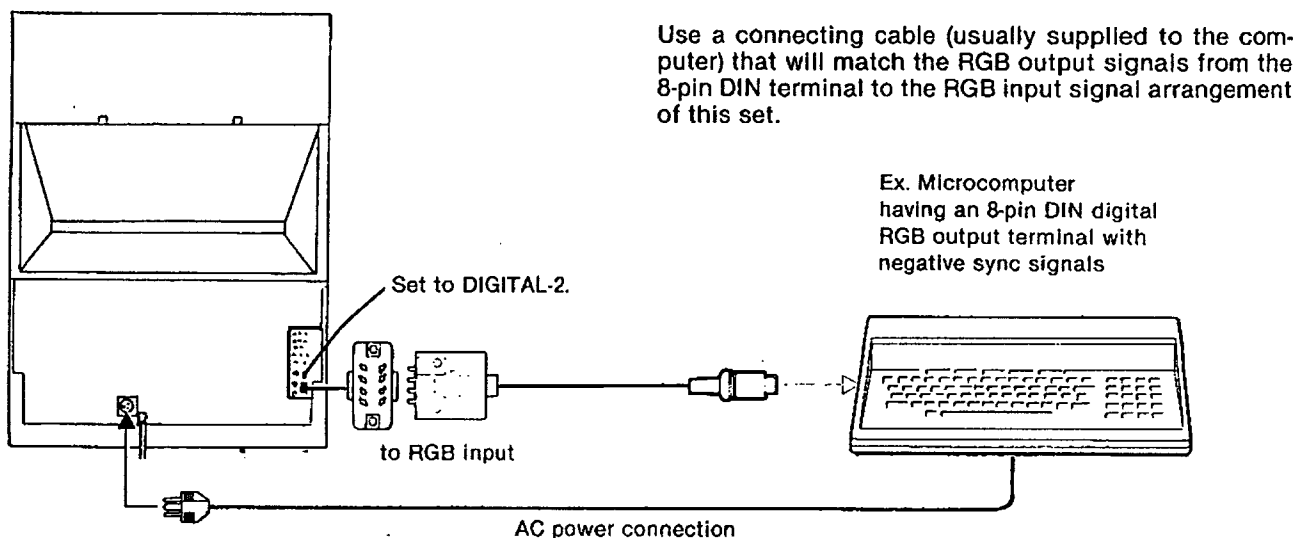 Use a connecting cable (usually supplied to the com-
puter) that will match the RGB output signals from the
8-pin DIN terminal to the RGB input signal arrangement
of this set.
Ex. Microcomputer
having an 8-pin DIN digital
RGB output terminal with
negative sync signals
Set to DIGITAL-2.
to RGB input
AC power connection